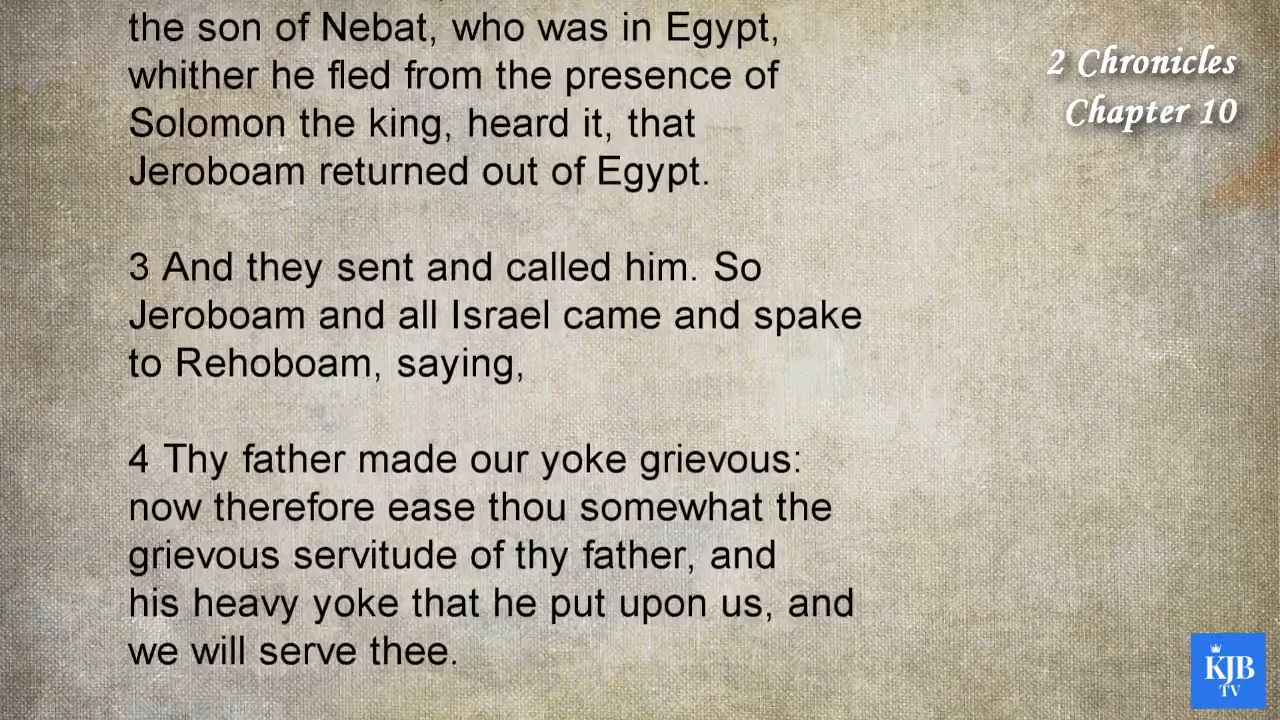 the son of Nebat, who was in Egypt,
whither he fled from the presence of
Solomon the king, heard it, that
Jeroboam returned out of Egypt.
3 And they sent and called him. So
Jeroboam and all Israel came and spake
to Rehoboam, saying,
4 Thy father made our yoke grievous:
now therefore ease thou somewhat the
grievous servitude of thy father, and
his heavy yoke that he put upon us, and
we will serve thee.
2 Chronicles
Chapter 10
KJB
TV